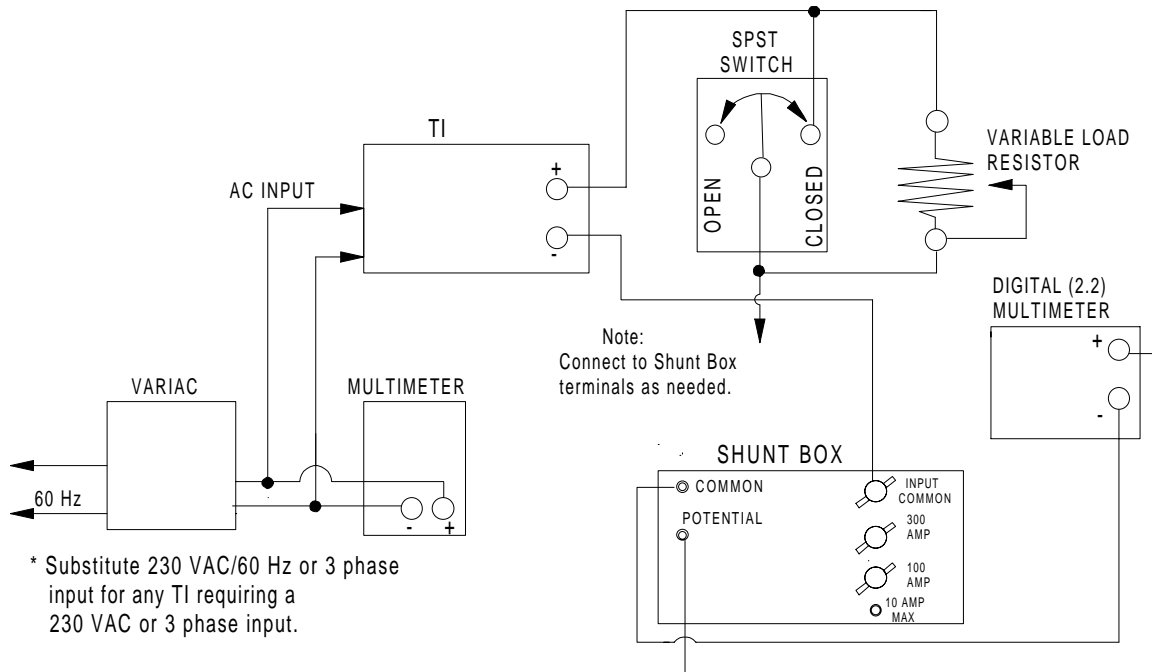 SPST
SWITCH
OPEN
CLOSED
TI
+
-
AC INPUT
VARIABLE LOAD
RESISTOR
DIGITAL (2.2)
MULTIMETER
+
-
Note:
Connect to Shunt Box
terminals as needed.
VARIAC
MULTIMETER
60 Hz
- +
* Substitute 230 VAC/60 Hz or 3 phase
input for any TI requiring a
230 VAC or 3 phase input.
SHUNT BOX
COMMON
POTENTIAL
INPUT
COMMON
300
AMP
100
AMP
10 AMP
MAX